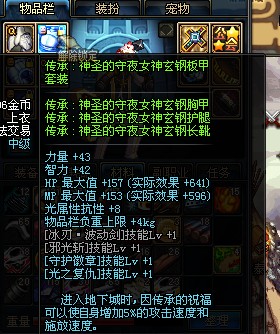 物品栏 装扮 宠物
公
会
解除锁定
传承：神圣的守夜女神玄钢板甲
套装
传承：神圣的守夜女神玄钢胸甲
传承：神圣的守夜女神玄钢护腿
传承：神圣的守夜女神玄钢长靴
06金币
上衣
法交易
中级
力量 +43
智力 +42
HP 最大值 +157 (实际效果 +641)
MP 最大值 +153 (实际效果 +596)
光属性抗性 +8
物品栏负重上限 +4kg
[冰刃·波动剑]技能Lv +1
[邪光斩]技能Lv +1
[守护徽章]技能Lv +1
[光之复仇]技能Lv +1
进入地下城时，因传承的祝福
可以使自身增加5%的攻击速度和
施放速度。